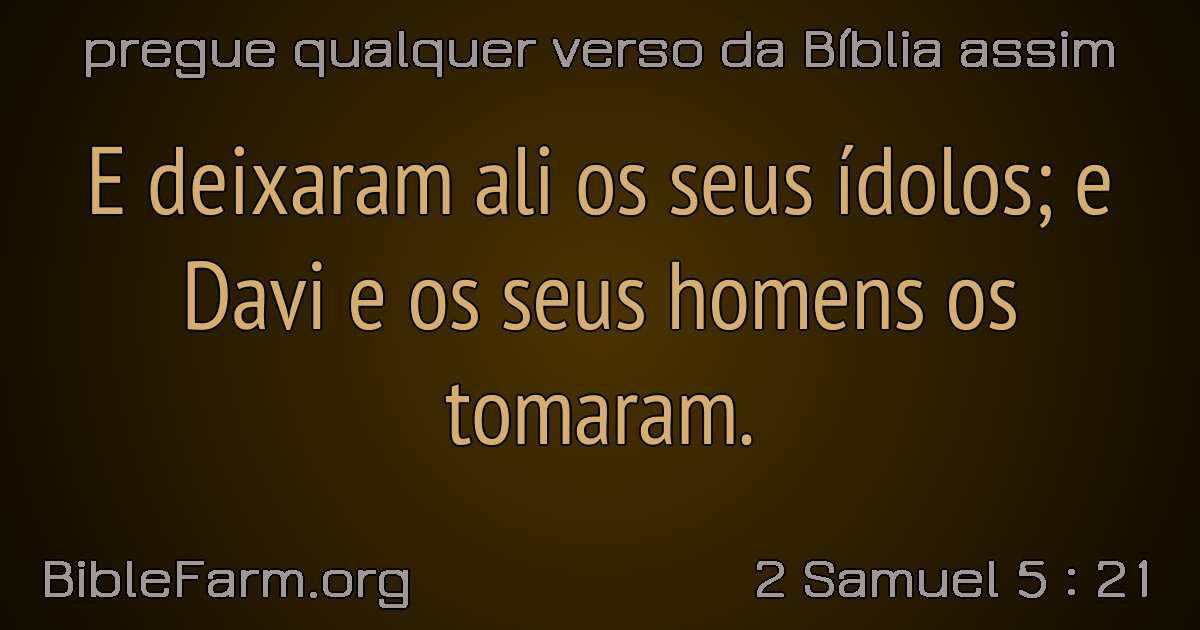 pregue qualquer verso da Bíblia assim
E deixaram ali os seus ídolos; e
Davi e os seus homens os
tomaram.
BibleFarm.org
2 Samuel 5 : 21